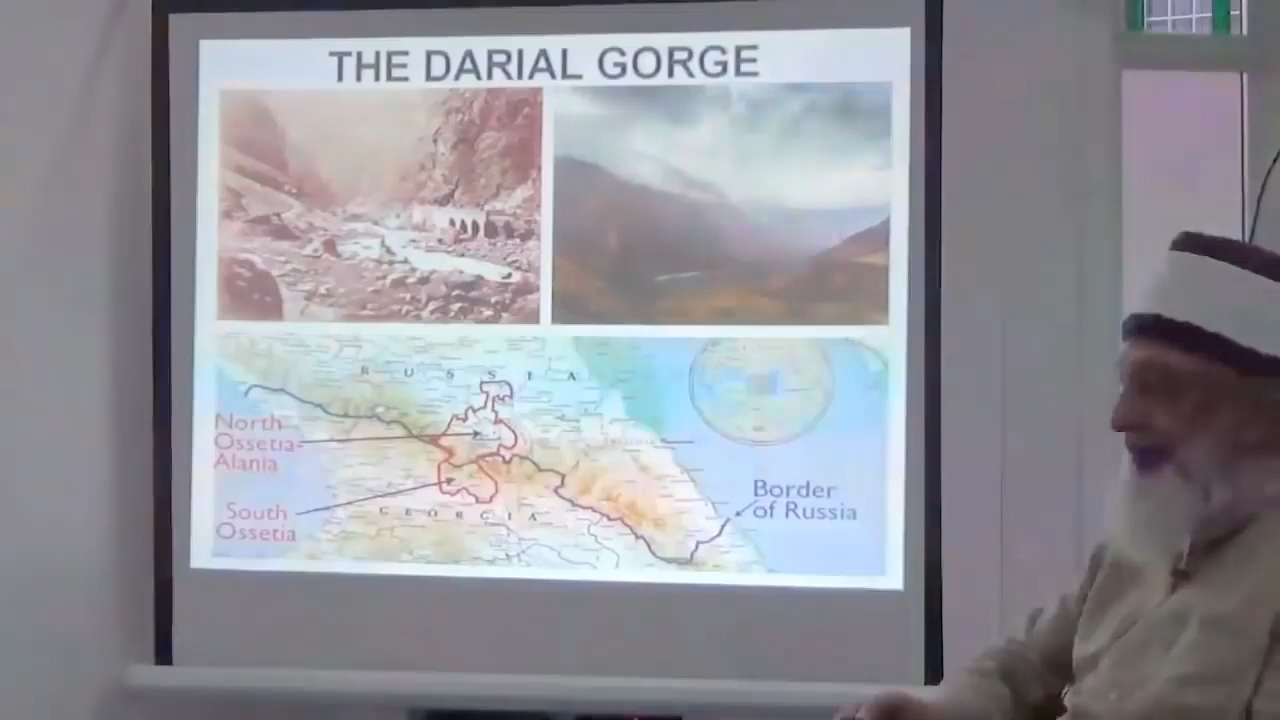 THE DARIAL GORGE
RUSSIA
North
Ossetia-
Alania
South
Ossetia
GEORGIA
Border
of Russia